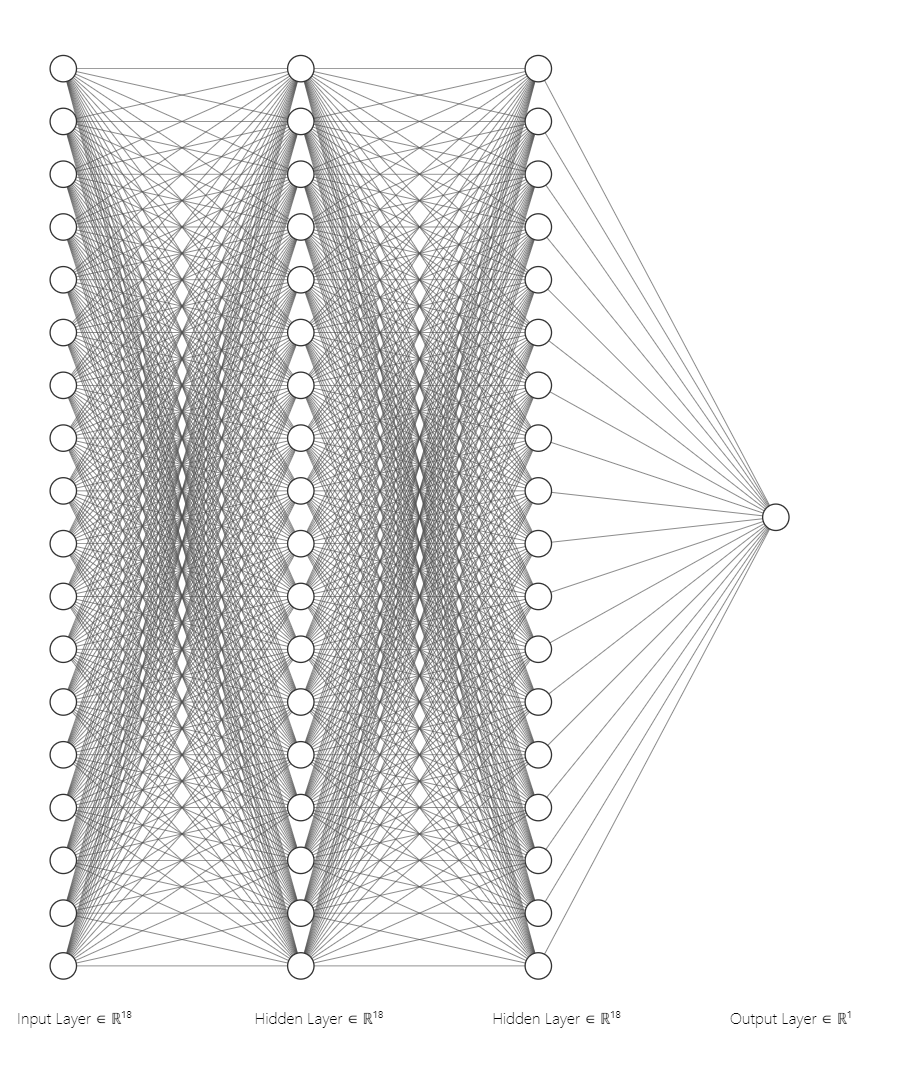 Input Layer ∈ ℝ¹⁸
Hidden Layer ∈ ℝ¹⁸
Hidden Layer ∈ ℝ¹⁸
Output Layer ∈ ℝ¹